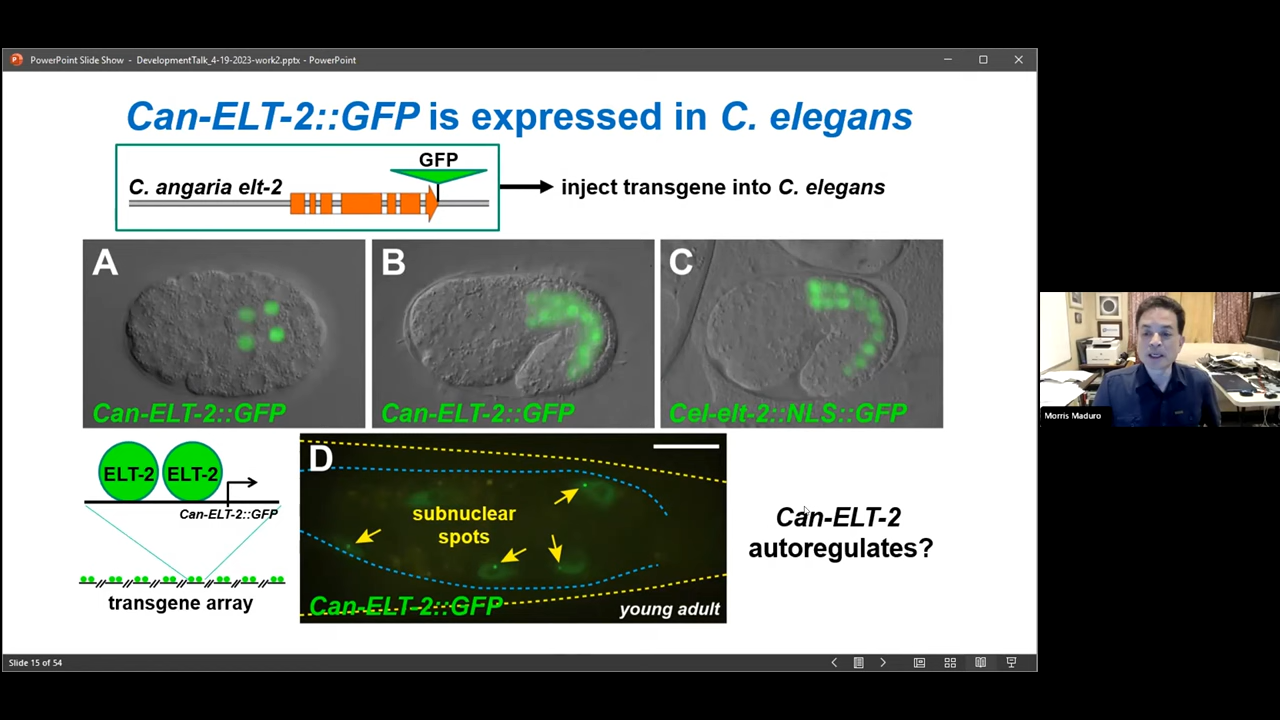 PowerPoint Slide Show - DevelopmentTalk_4-19-2023-work2.pptx - PowerPoint
Can-ELT-2::GFP is expressed in C. elegans
GFP
C. angaria elt-2
inject transgene into C. elegans
A
Can-ELT-2::GFP
B
Can-ELT-2::GFP
C
Cel-elt-2::NLS::GFP
ELT-2
ELT-2
Can-ELT-2::GFP
transgene array
D
subnuclear
spots
Can-ELT-2::GFP
young adult
Can-ELT-2
autoregulates?
Morris Maduro
Slide 15 of 54